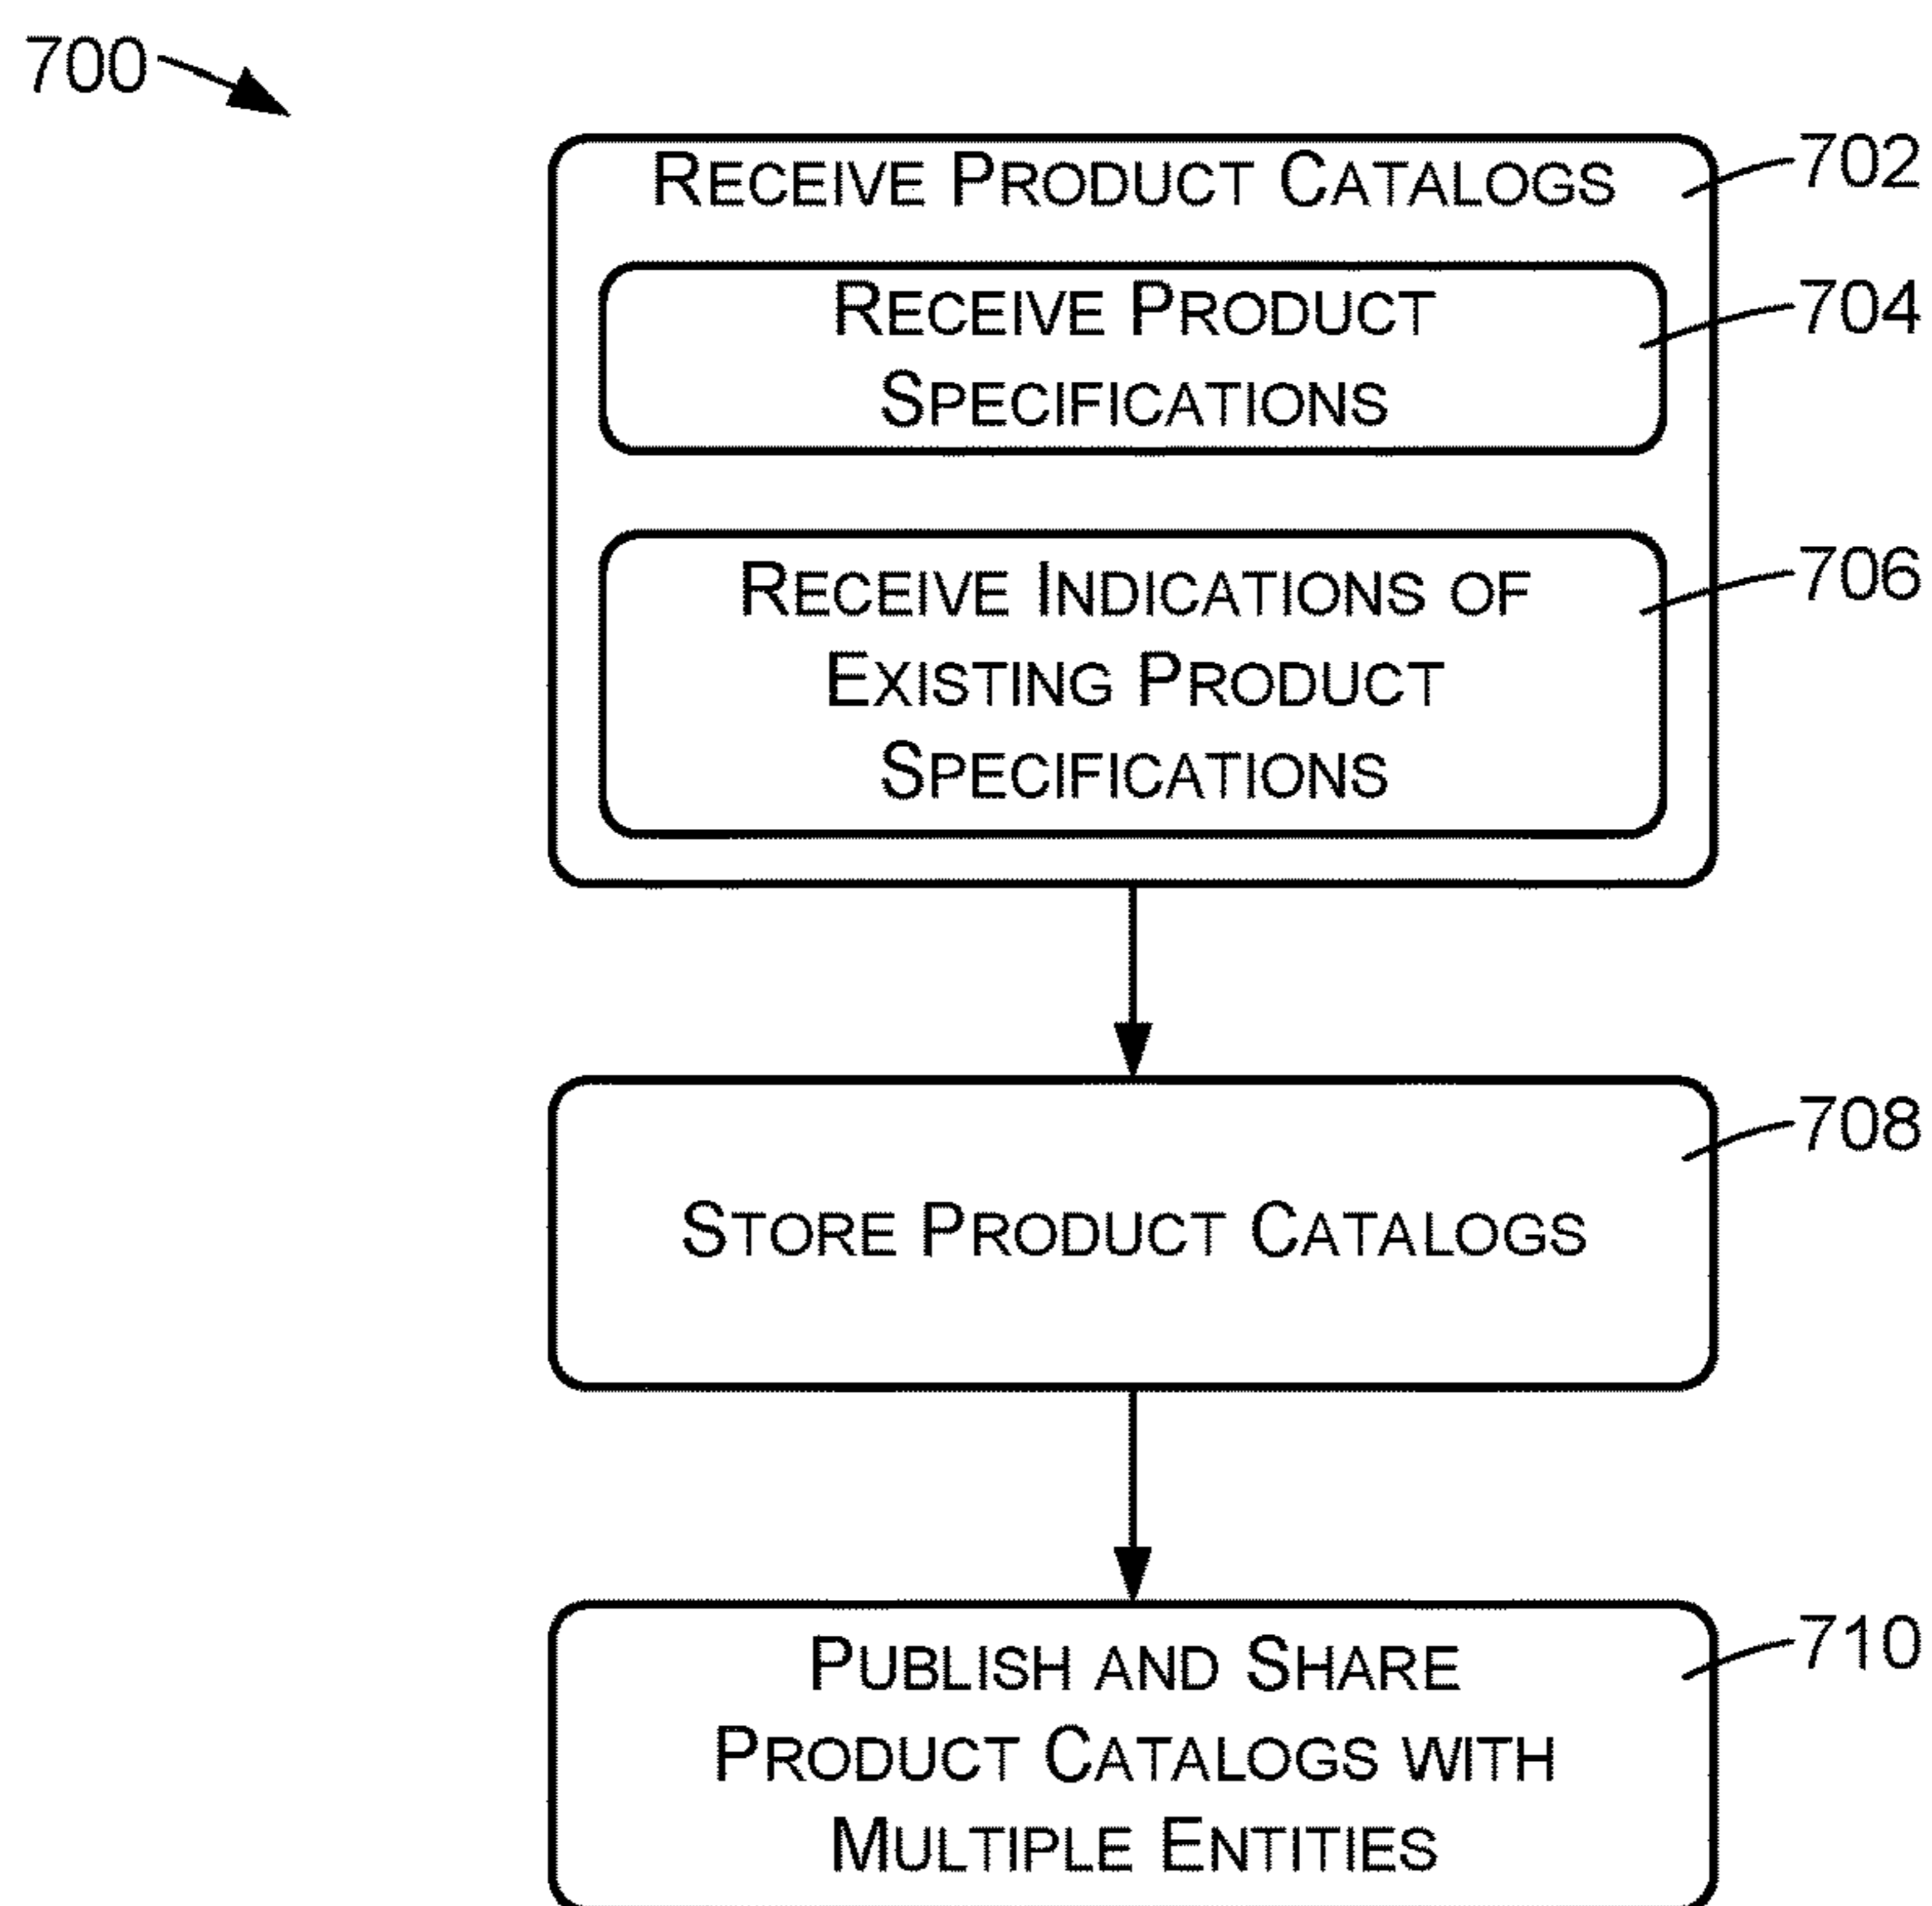 700
RECEIVE PRODUCT CATALOGS
702
RECEIVE PRODUCT
SPECIFICATIONS
704
RECEIVE INDICATIONS OF
EXISTING PRODUCT
SPECIFICATIONS
706
STORE PRODUCT CATALOGS
708
PUBLISH AND SHARE
PRODUCT CATALOGS WITH
MULTIPLE ENTITIES
710